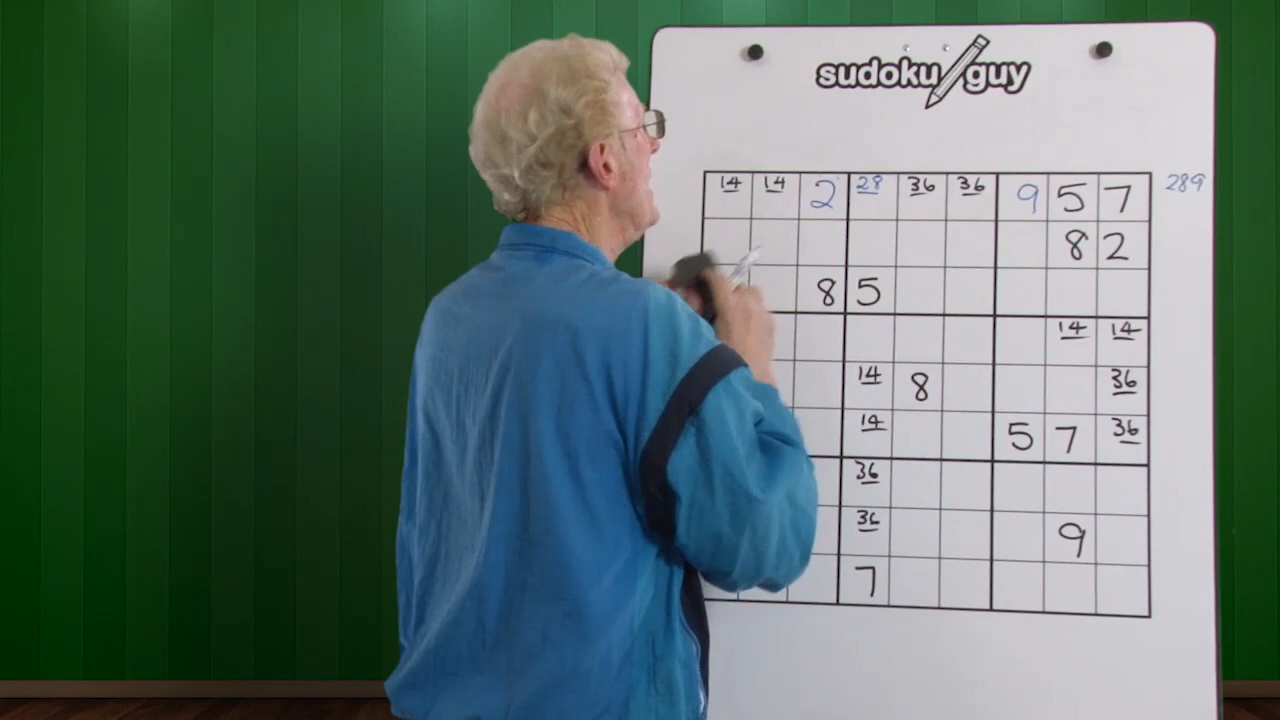 sudoku guy
14 14 2 28 36 36 9 5 7 289
8 2
8 5
14 14
14 8 36
14 5 7 36
36
36 9
7